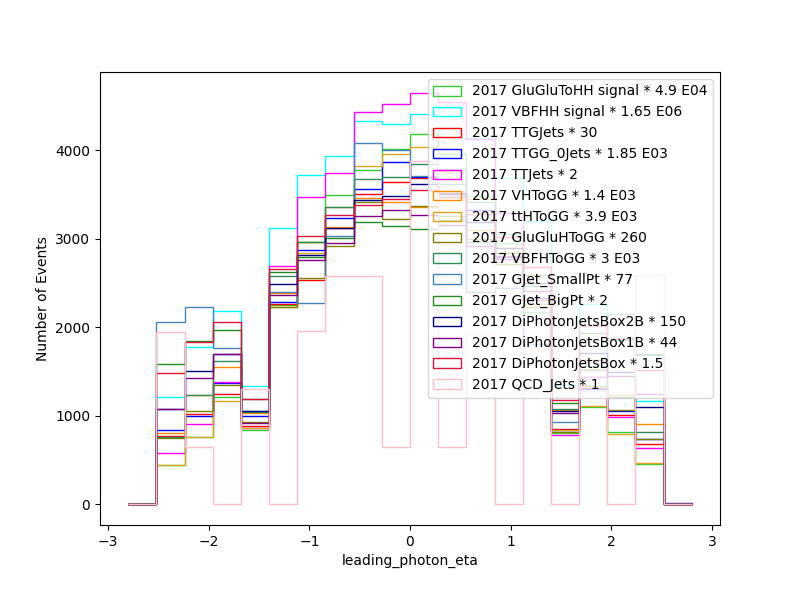 2017 GluGluToHH signal * 4.9 E04
2017 VBFHH signal * 1.65 E06
2017 TTGJets * 30
2017 TTGG_0Jets * 1.85 E03
2017 TTJets * 2
2017 VHToGG * 1.4 E03
2017 ttHToGG * 3.9 E03
2017 GluGluHToGG * 260
2017 VBFHToGG * 3 E03
2017 GJet_SmallPt * 77
2017 GJet_BigPt * 2
2017 DiPhotonJetsBox2B * 150
2017 DiPhotonJetsBox1B * 44
2017 DiPhotonJetsBox * 1.5
2017 QCD_Jets * 1
Number of Events
4000
3000
2000
1000
0
−3 −2 −1 0 1 2 3
leading_photon_eta